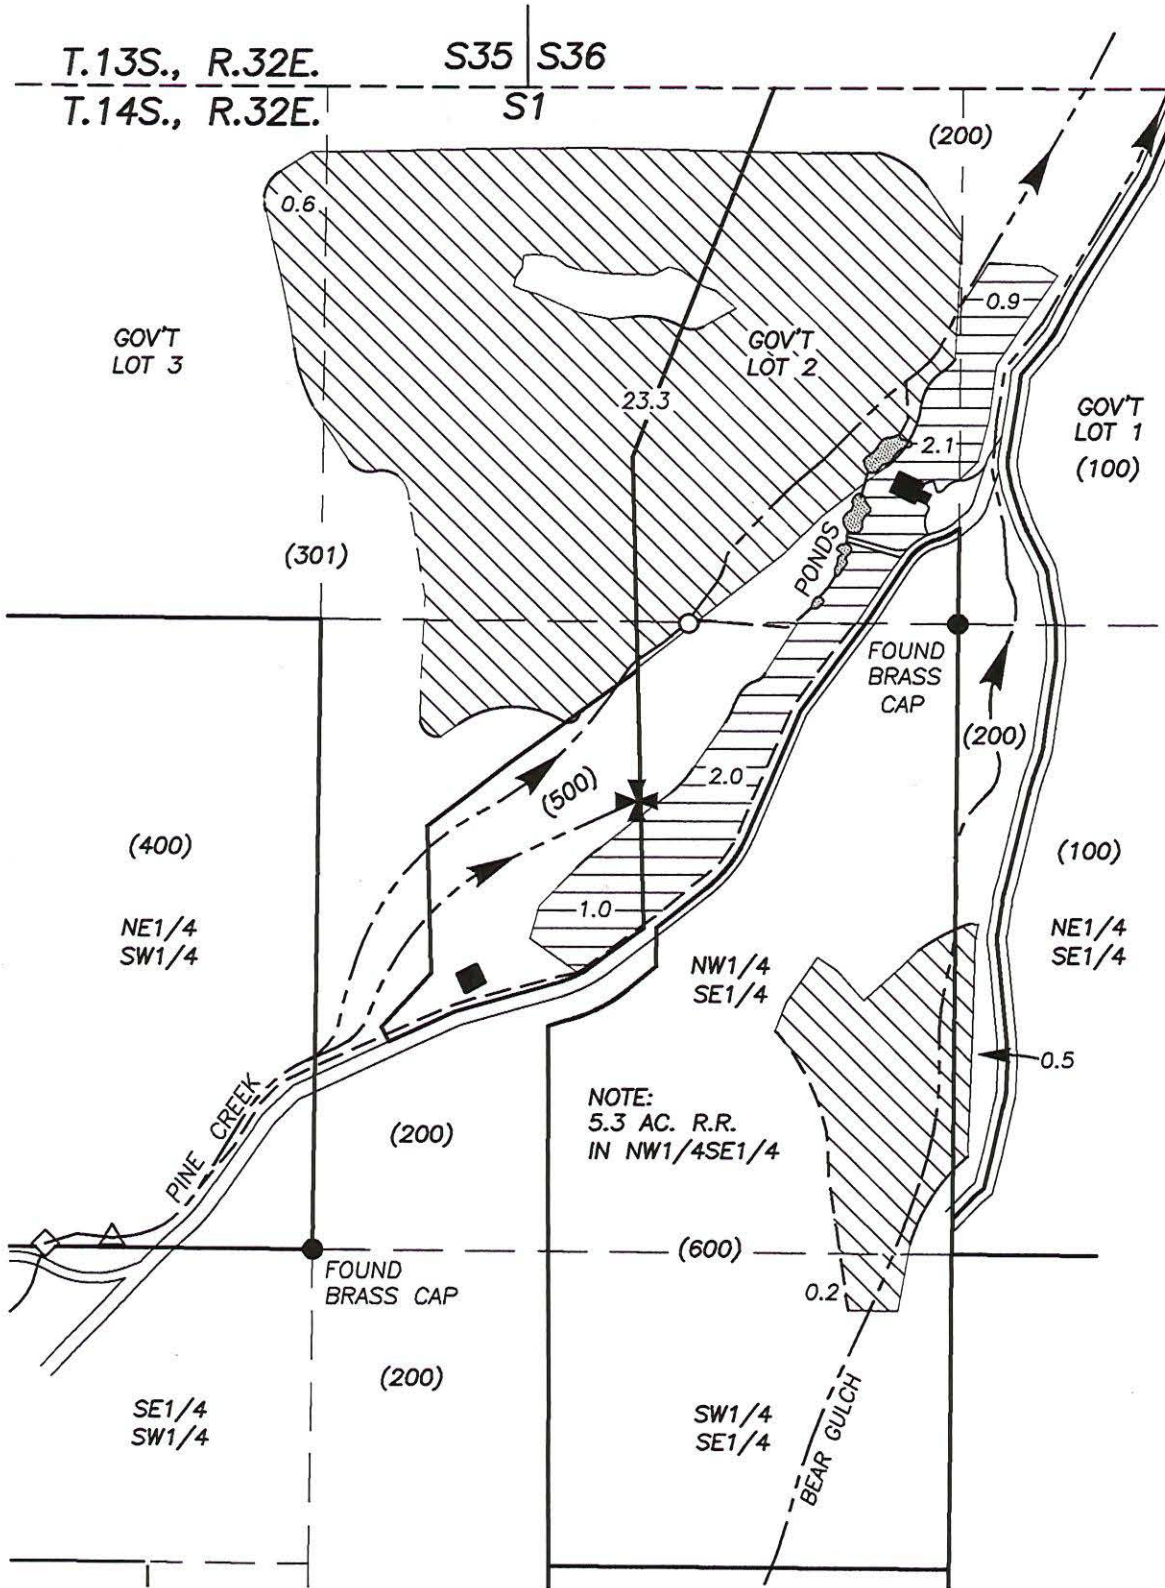 T.13S., R.32E.
S35 S36
T.14S., R.32E.
S1
(200)
0.6
0.9
GOV'T
LOT 3
GOV'T
LOT 2
23.3
GOV'T
LOT 1
(100)
2.1
(301)
PONDS
FOUND
BRASS
CAP
(200)
2.0
(500)
(400)
(100)
1.0
NE1/4
SW1/4
NW1/4
SE1/4
NE1/4
SE1/4
0.5
NOTE:
5.3 AC. R.R.
IN NW1/4SE1/4
PINE CREEK
(200)
(600)
FOUND
BRASS CAP
0.2
(200)
SE1/4
SW1/4
SW1/4
SE1/4
BEAR GULCH